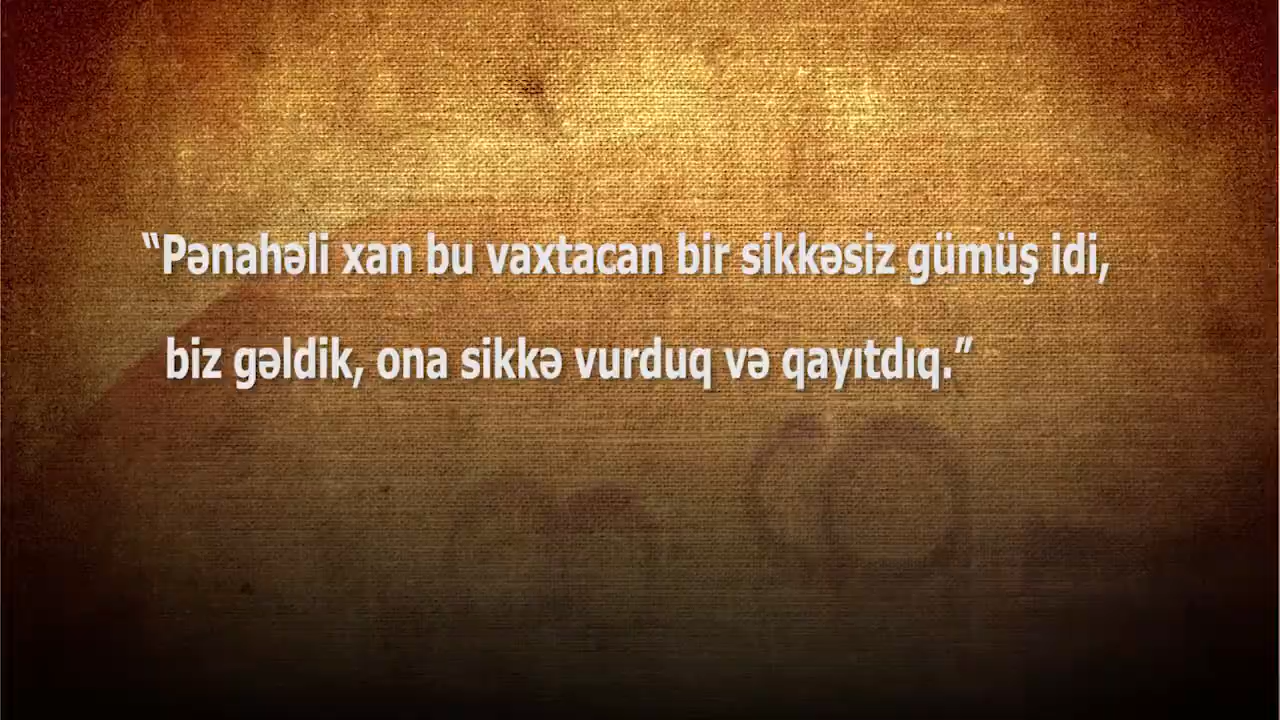 “Pənahəli xan bu vaxtacan bir sikkəsiz gümüş idi,
biz gəldik, ona sikkə vurduq və qayıtdıq.”